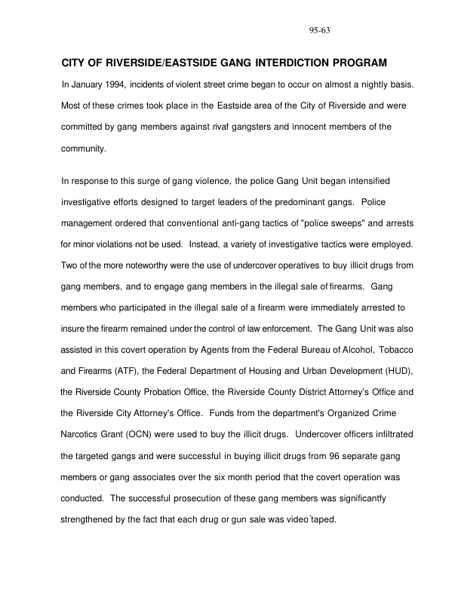 95-63
CITY OF RIVERSIDE/EASTSIDE GANG INTERDICTION PROGRAM
In January 1994, incidents of violent street crime began to occur on almost a nightly basis.
Most of these crimes took place in the Eastside area of the City of Riverside and were
committed by gang members against rivaf gangsters and innocent members of the
community.
In response to this surge of gang violence, the police Gang Unit began intensified
investigative efforts designed to target leaders of the predominant gangs. Police
management ordered that conventional anti-gang tactics of "police sweeps" and arrests
for minor violations not be used. Instead, a variety of investigative tactics were employed.
Two of the more noteworthy were the use of undercover operatives to buy illicit drugs from
gang members, and to engage gang members in the illegal sale of firearms. Gang
members who participated in the illegal sale of a firearm were immediately arrested to
insure the firearm remained under the control of law enforcement. The Gang Unit was also
assisted in this covert operation by Agents from the Federal Bureau of Alcohol, Tobacco
and Firearms (ATF), the Federal Department of Housing and Urban Development (HUD),
the Riverside County Probation Office, the Riverside County District Attorney's Office and
the Riverside City Attorney's Office. Funds from the department's Organized Crime
Narcotics Grant (OCN) were used to buy the illicit drugs. Undercover officers infiltrated
the targeted gangs and were successful in buying illicit drugs from 96 separate gang
members or gang associates over the six month period that the covert operation was
conducted. The successful prosecution of these gang members was significantly
strengthened by the fact that each drug or gun sale was video taped.